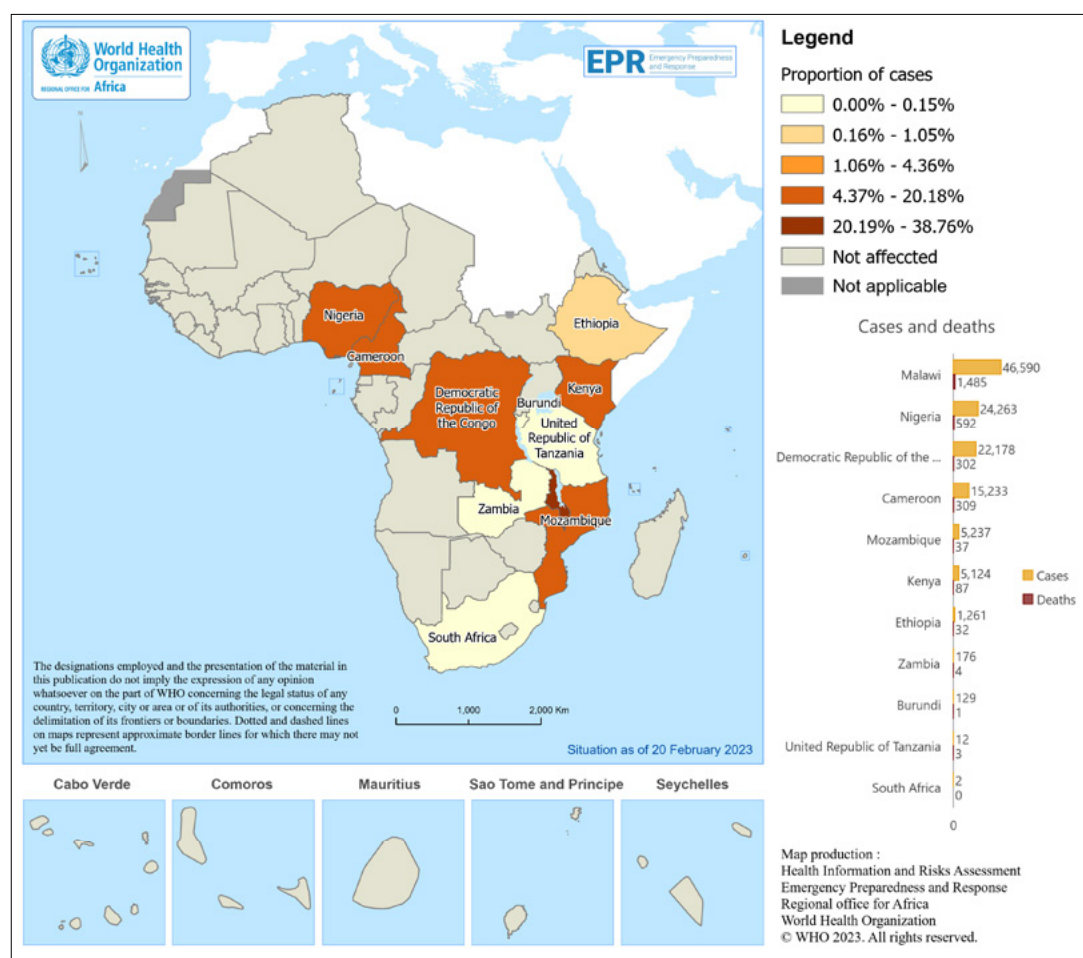 World Health
Organization
REGIONAL OFFICE FOR Africa
EPR Emergency Preparedness
and Response
Nigeria
Cameroon
Ethiopia
Democratic
Republic of
the Congo
Kenya
Burundi
United
Republic of
Tanzania
Zambia
Mozambique
South Africa
The designations employed and the presentation of the material in
this publication do not imply the expression of any opinion
whatsoever on the part of WHO concerning the legal status of any
country, territory, city or area or of its authorities, or concerning the
delimitation of its frontiers or boundaries. Dotted and dashed lines
on maps represent approximate border lines for which there may not
yet be full agreement.
0 1,000 2,000 Km
Situation as of 20 February 2023
Cabo Verde
Comoros
Mauritius
Sao Tome and Principe
Seychelles
Legend
Proportion of cases
0.00% - 0.15%
0.16% - 1.05%
1.06% - 4.36%
4.37% - 20.18%
20.19% - 38.76%
Not affeccted
Not applicable
Cases and deaths
Malawi 46,590
1,485
Nigeria 24,263
592
Democratic Republic of the ... 22,178
302
Cameroon 15,233
309
Mozambique 5,237
37
Kenya 5,124
87
Ethiopia 1,261
32
Zambia 176
4
Burundi 129
1
United Republic of Tanzania 12
3
South Africa 2
0
0
Cases
Deaths
Map production :
Health Information and Risks Assessment
Emergency Preparedness and Response
Regional office for Africa
World Health Organization
© WHO 2023. All rights reserved.